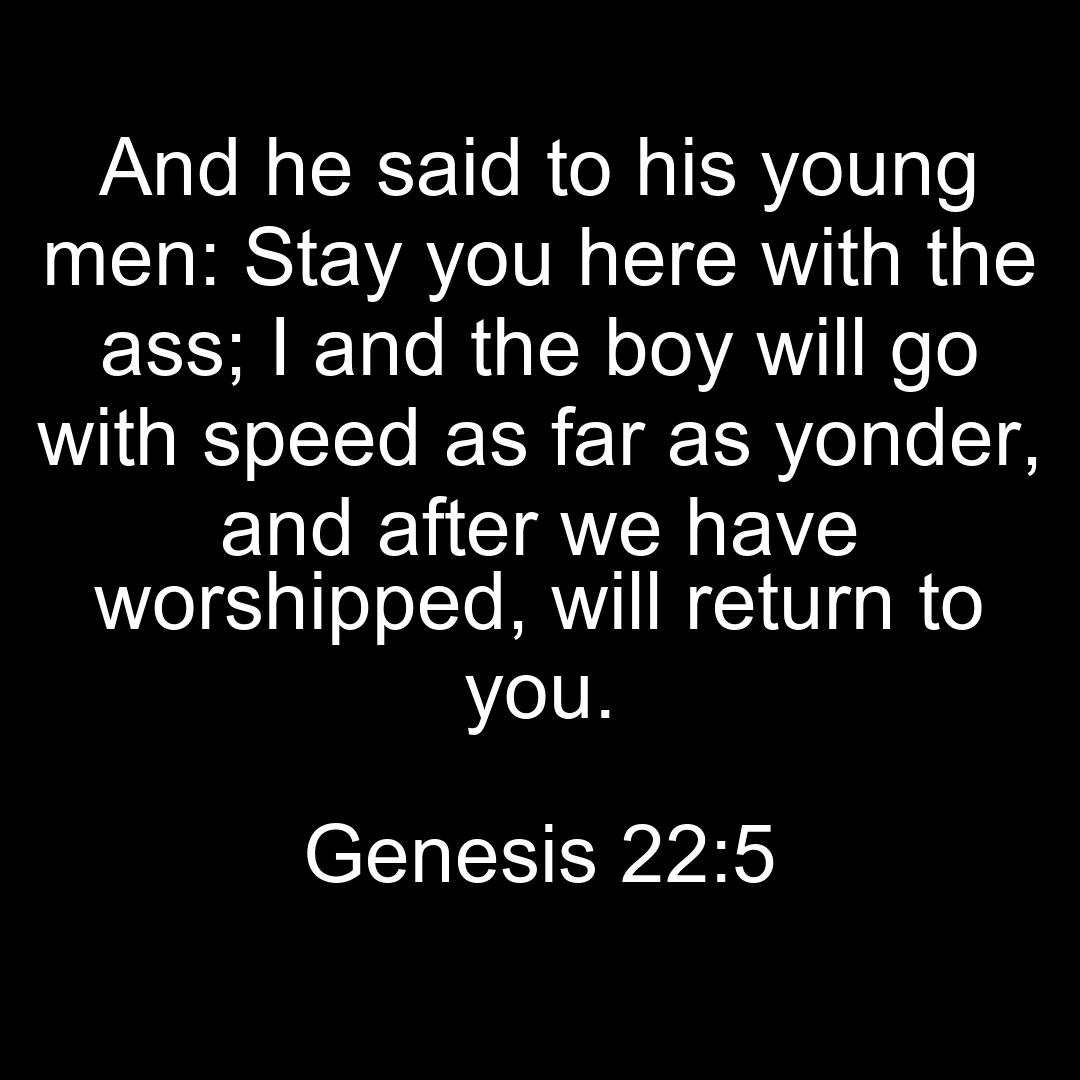 And he said to his young
men: Stay you here with the
ass; I and the boy will go
with speed as far as yonder,
and after we have
worshipped, will return to
you.
Genesis 22:5